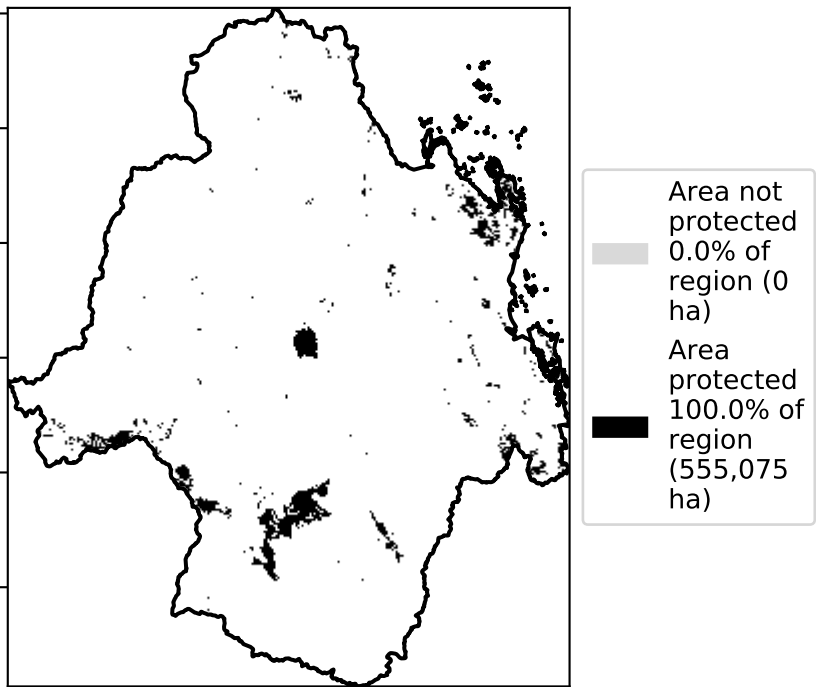 Area not
protected
0.0% of
region (0
ha)
Area
protected
100.0% of
region
(555,075
ha)